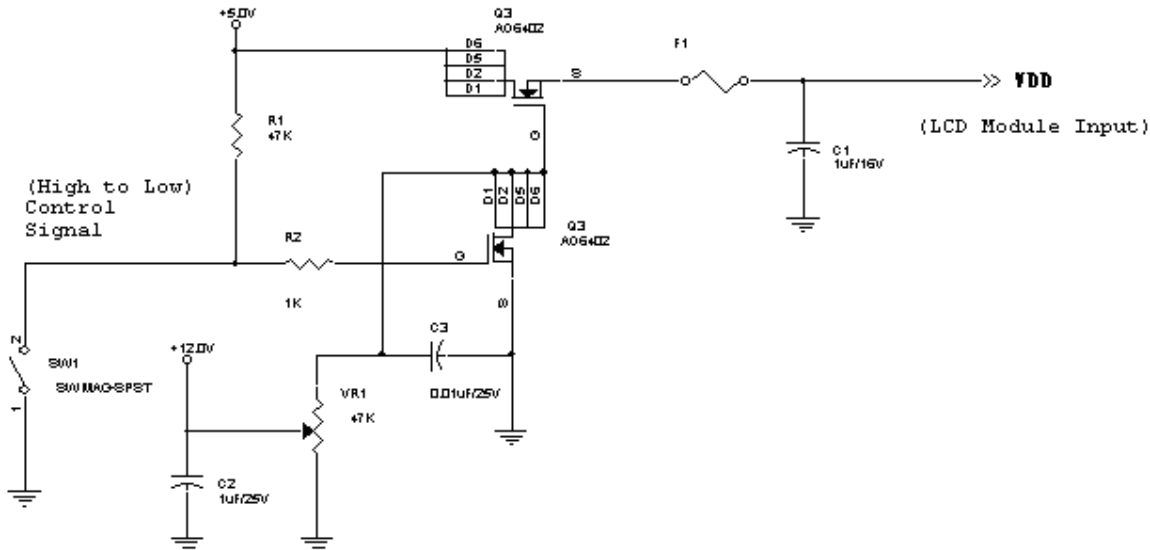 +5.0V
Q3
AO6402
D6
D5
D2
D1
S
F1
VDD
(LCD Module Input)
R1
47K
G
C1
1uF/16V
(High to Low)
Control
Signal
D1
D2
D5
D6
Q3
AO6402
R2
G
1K
S
2
SW1
SW MAG-SPST
1
+12.0V
C3
0.01uF/25V
VR1
47K
C2
1uF/25V